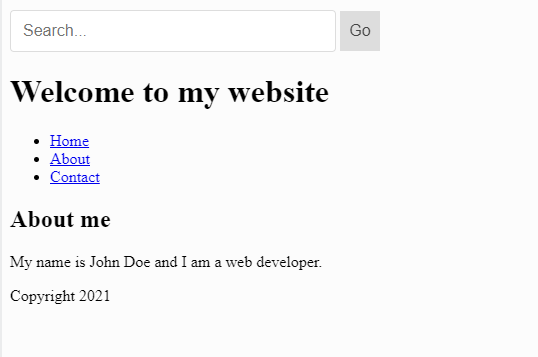 Search... Go
Welcome to my website
Home
About
Contact
About me
My name is John Doe and I am a web developer.
Copyright 2021